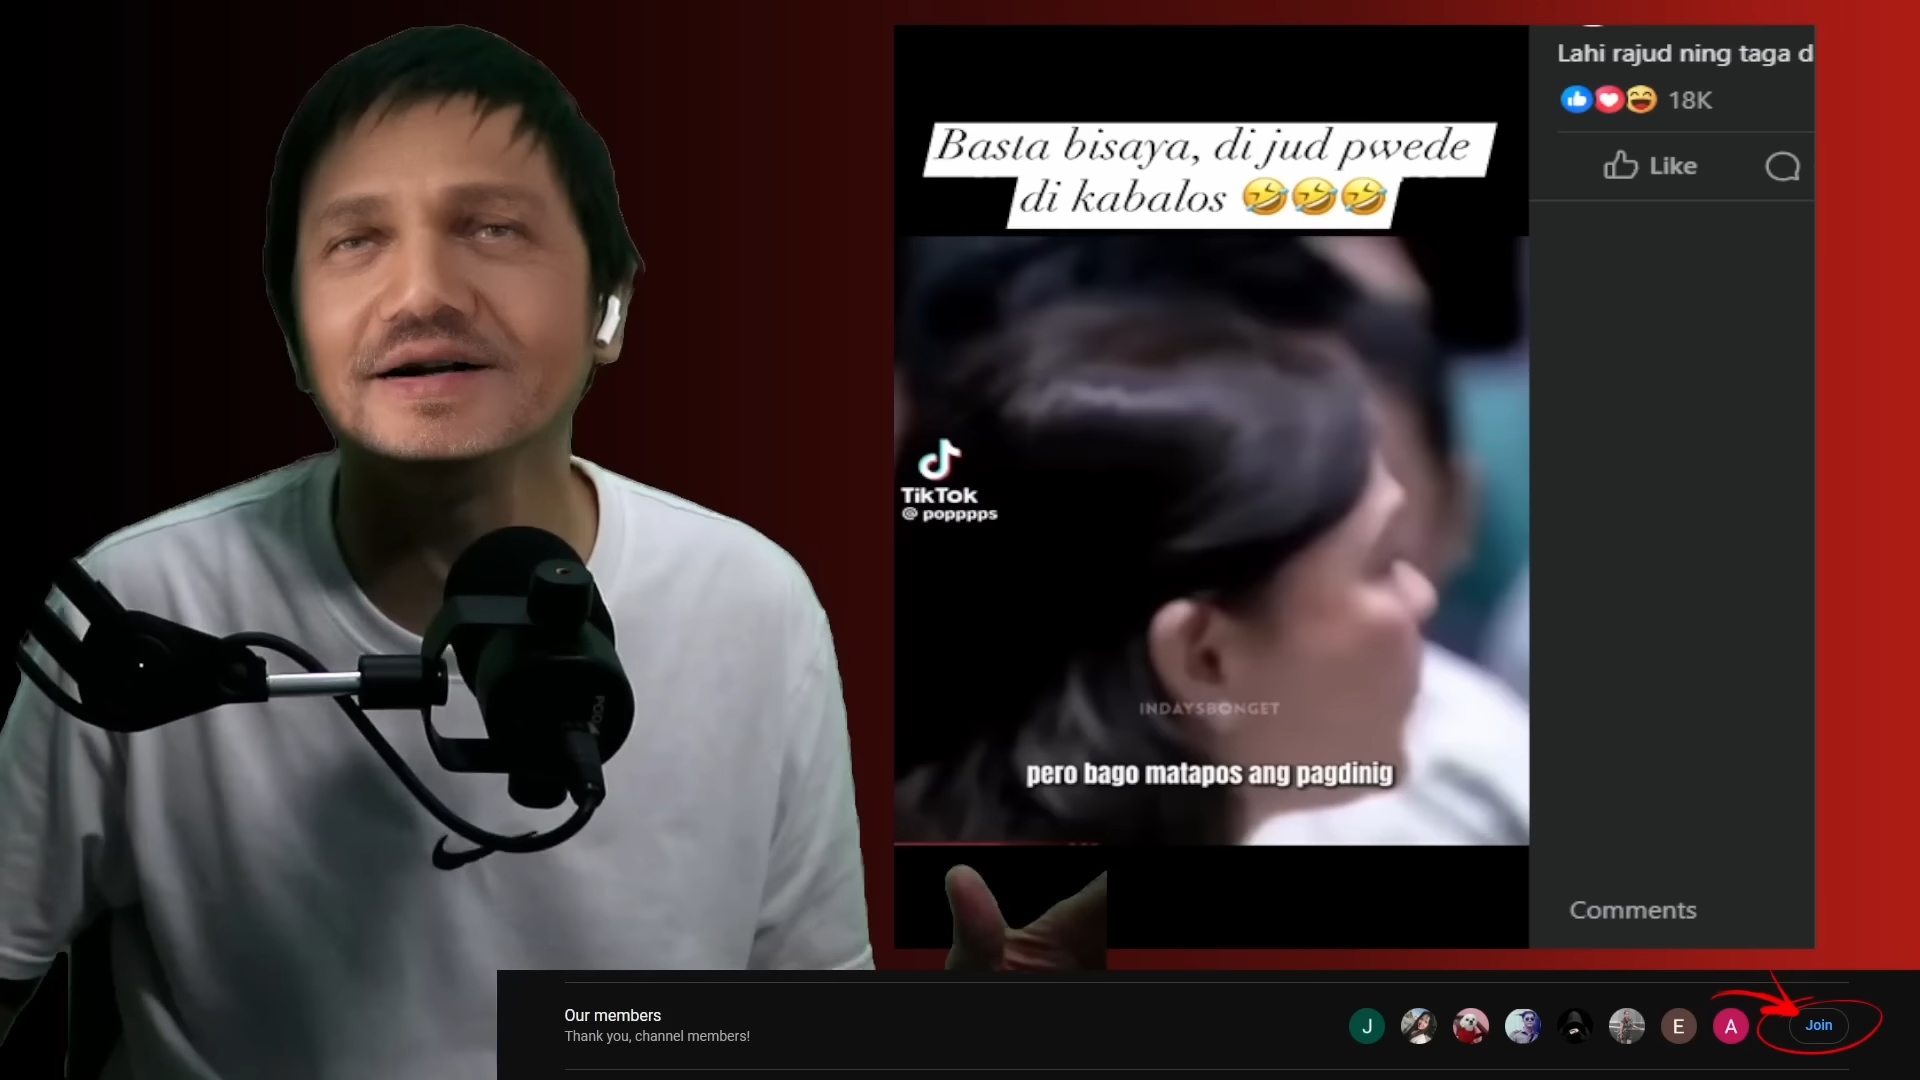 Lahi rajud ning taga d
18K
Like
Basta bisaya, di jud pwede
di kabalos 🤣🤣🤣
TikTok
@ popppps
INDAYSBONGET
pero bago matapos ang pagdinig
Comments
Our members
Thank you, channel members!
J
E
A
Join